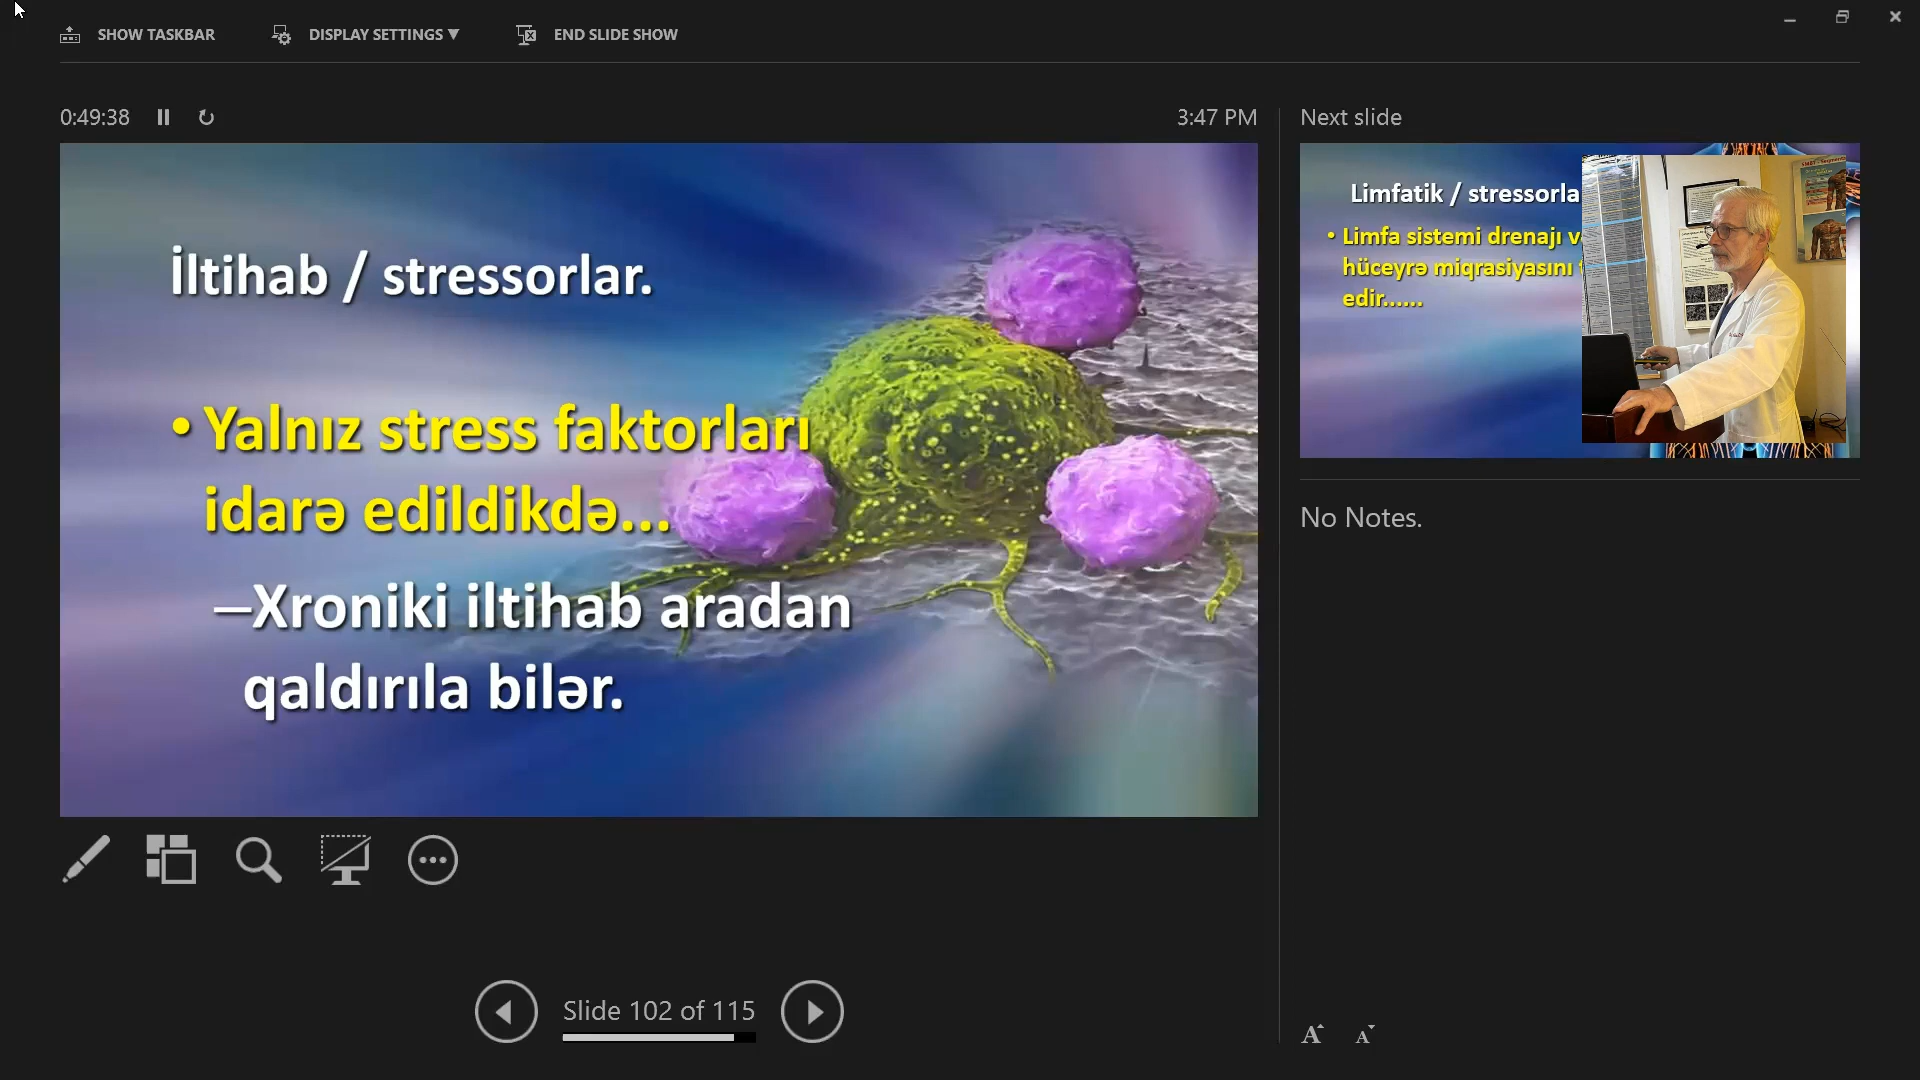 SHOW TASKBAR
DISPLAY SETTINGS ▼
END SLIDE SHOW
0:49:38
3:47 PM
İltihab / stressorlar.
• Yalnız stress faktorları
idarə edildikdə...
–Xroniki iltihab aradan
qaldırıla bilər.
Slide 102 of 115
Next slide
Limfatik / stressorla
• Limfa sistemi drenajı v
hüceyrə miqrasiyasını
edir......
No Notes.